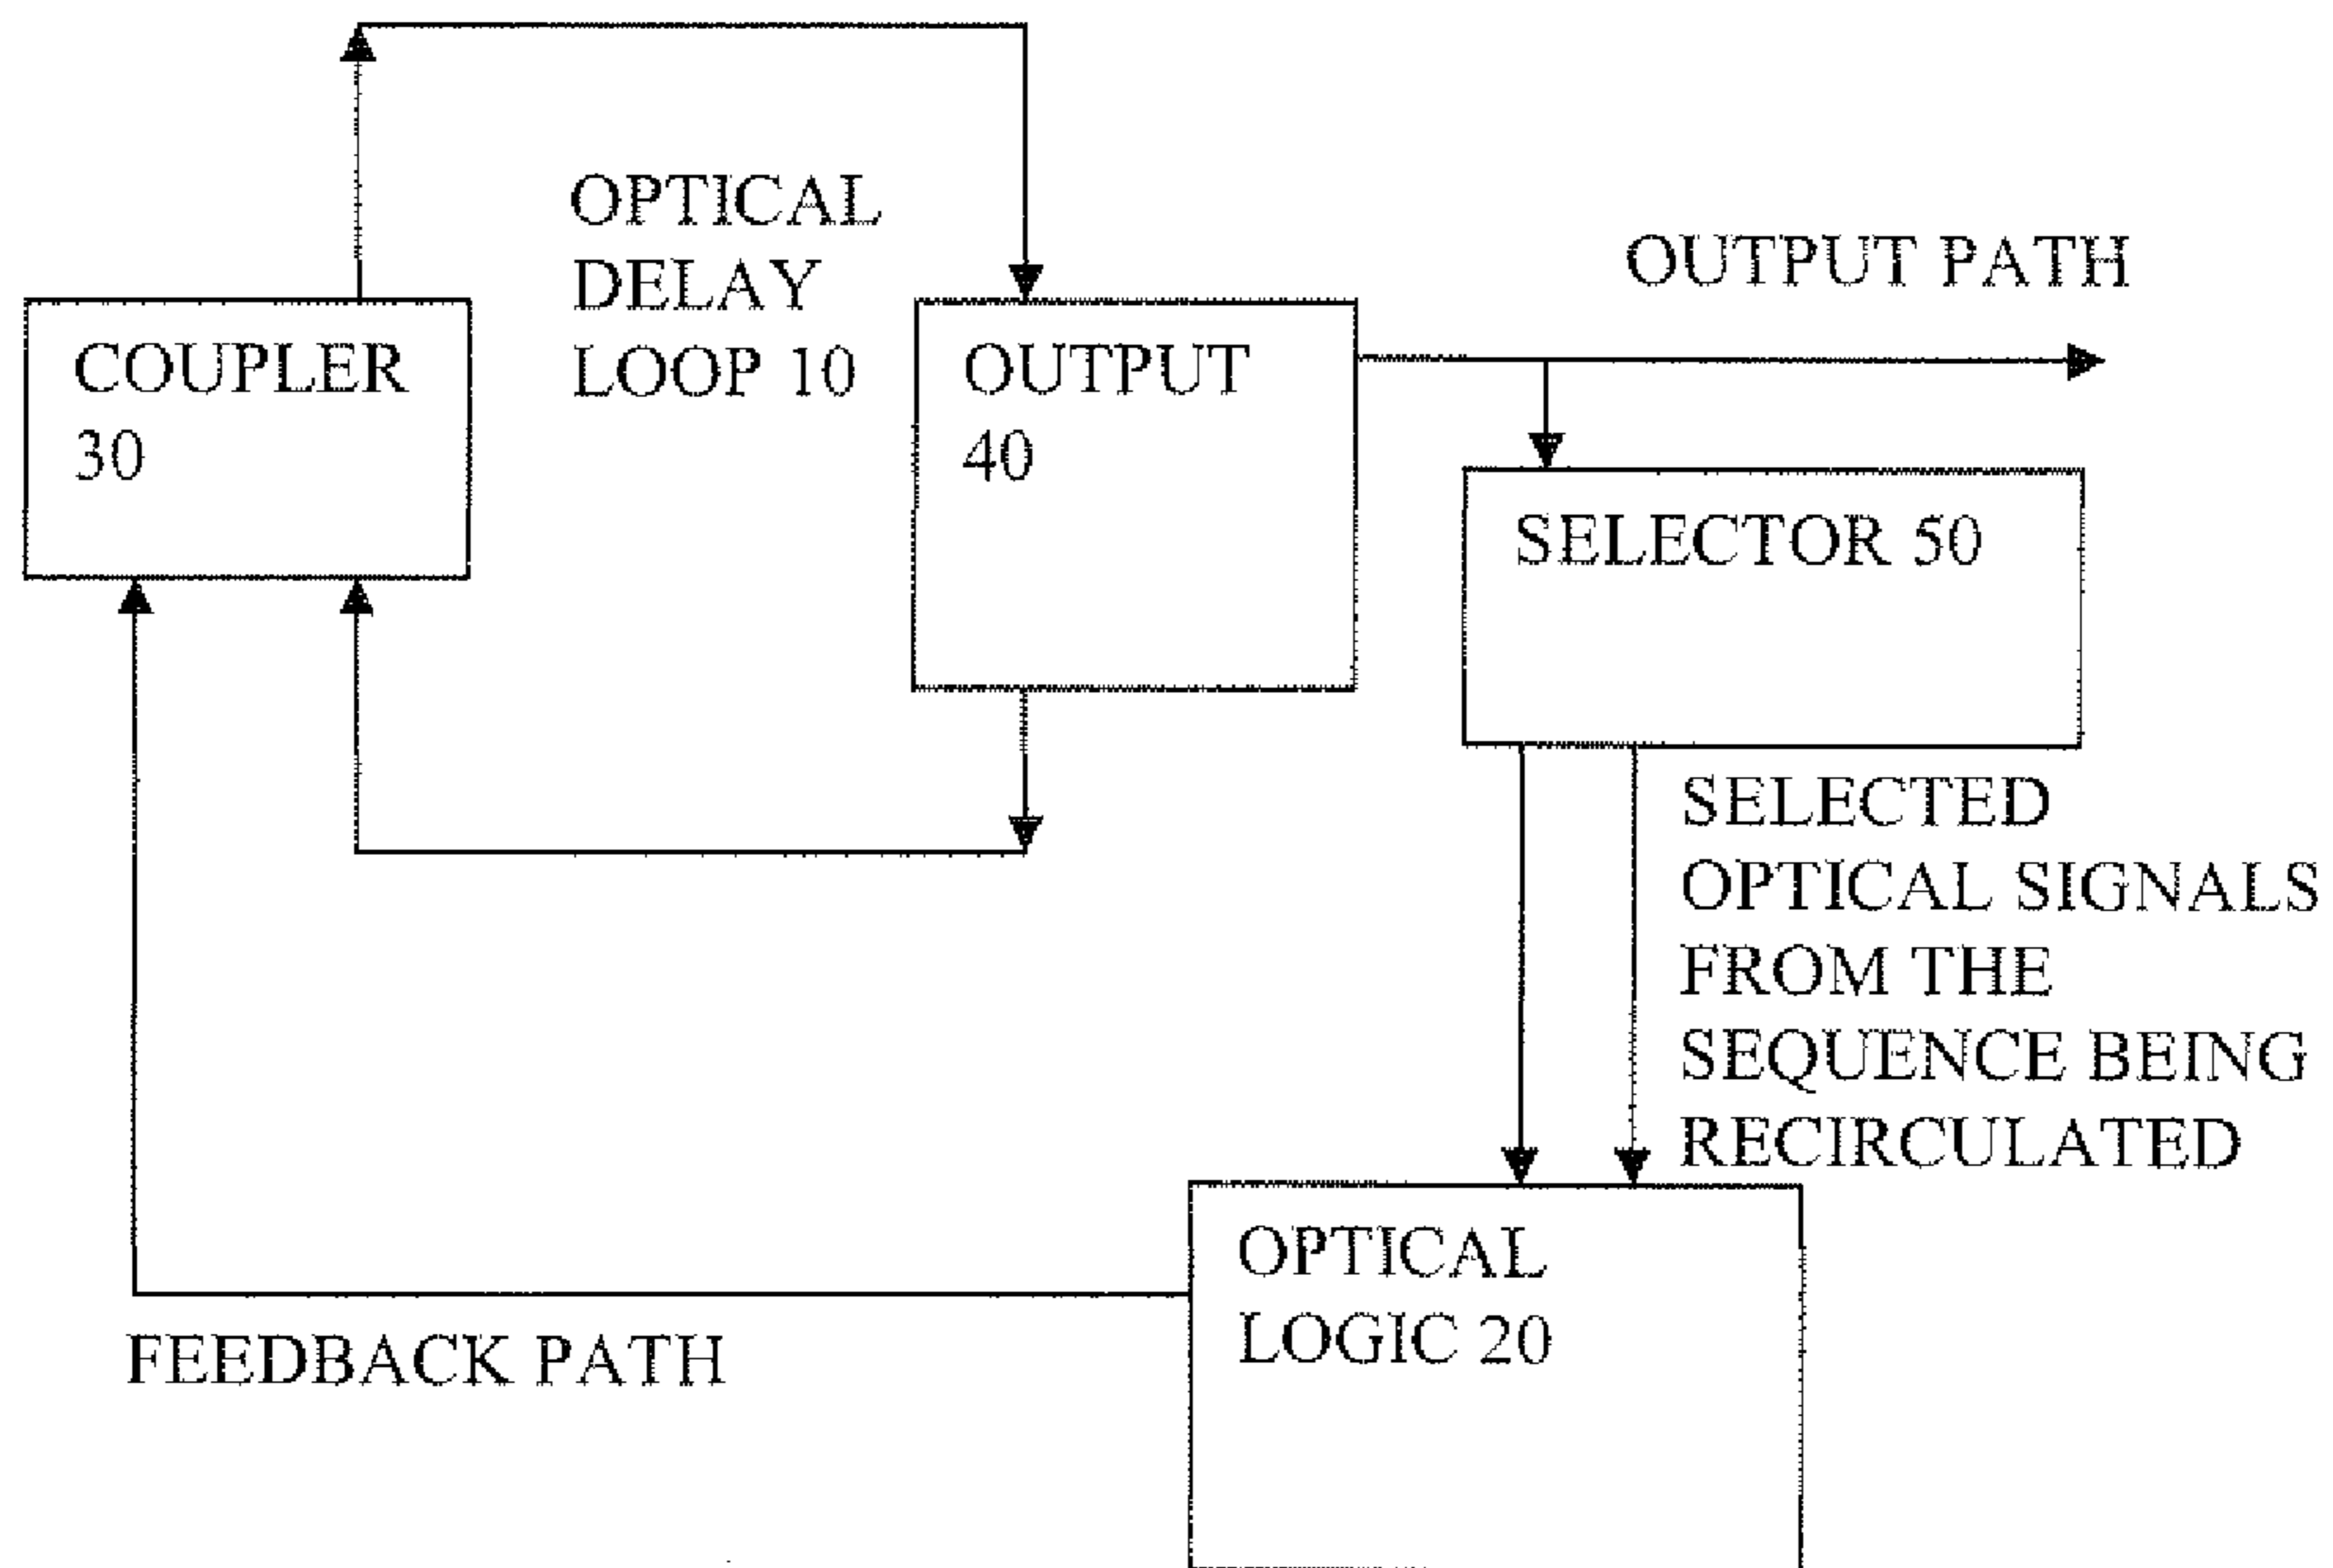 OPTICAL
DELAY
LOOP 10
OUTPUT PATH
COUPLER
30
OUTPUT
40
SELECTOR 50
SELECTED
OPTICAL SIGNALS
FROM THE
SEQUENCE BEING
RECIRCULATED
OPTICAL
LOGIC 20
FEEDBACK PATH